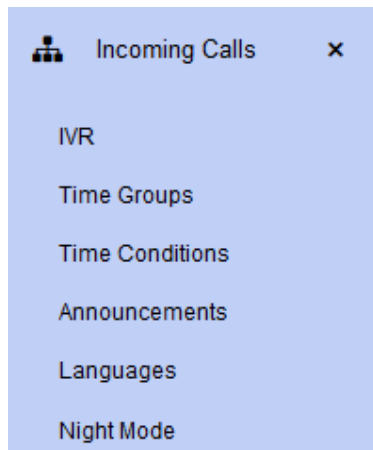 Incoming Calls ×
IVR
Time Groups
Time Conditions
Announcements
Languages
Night Mode